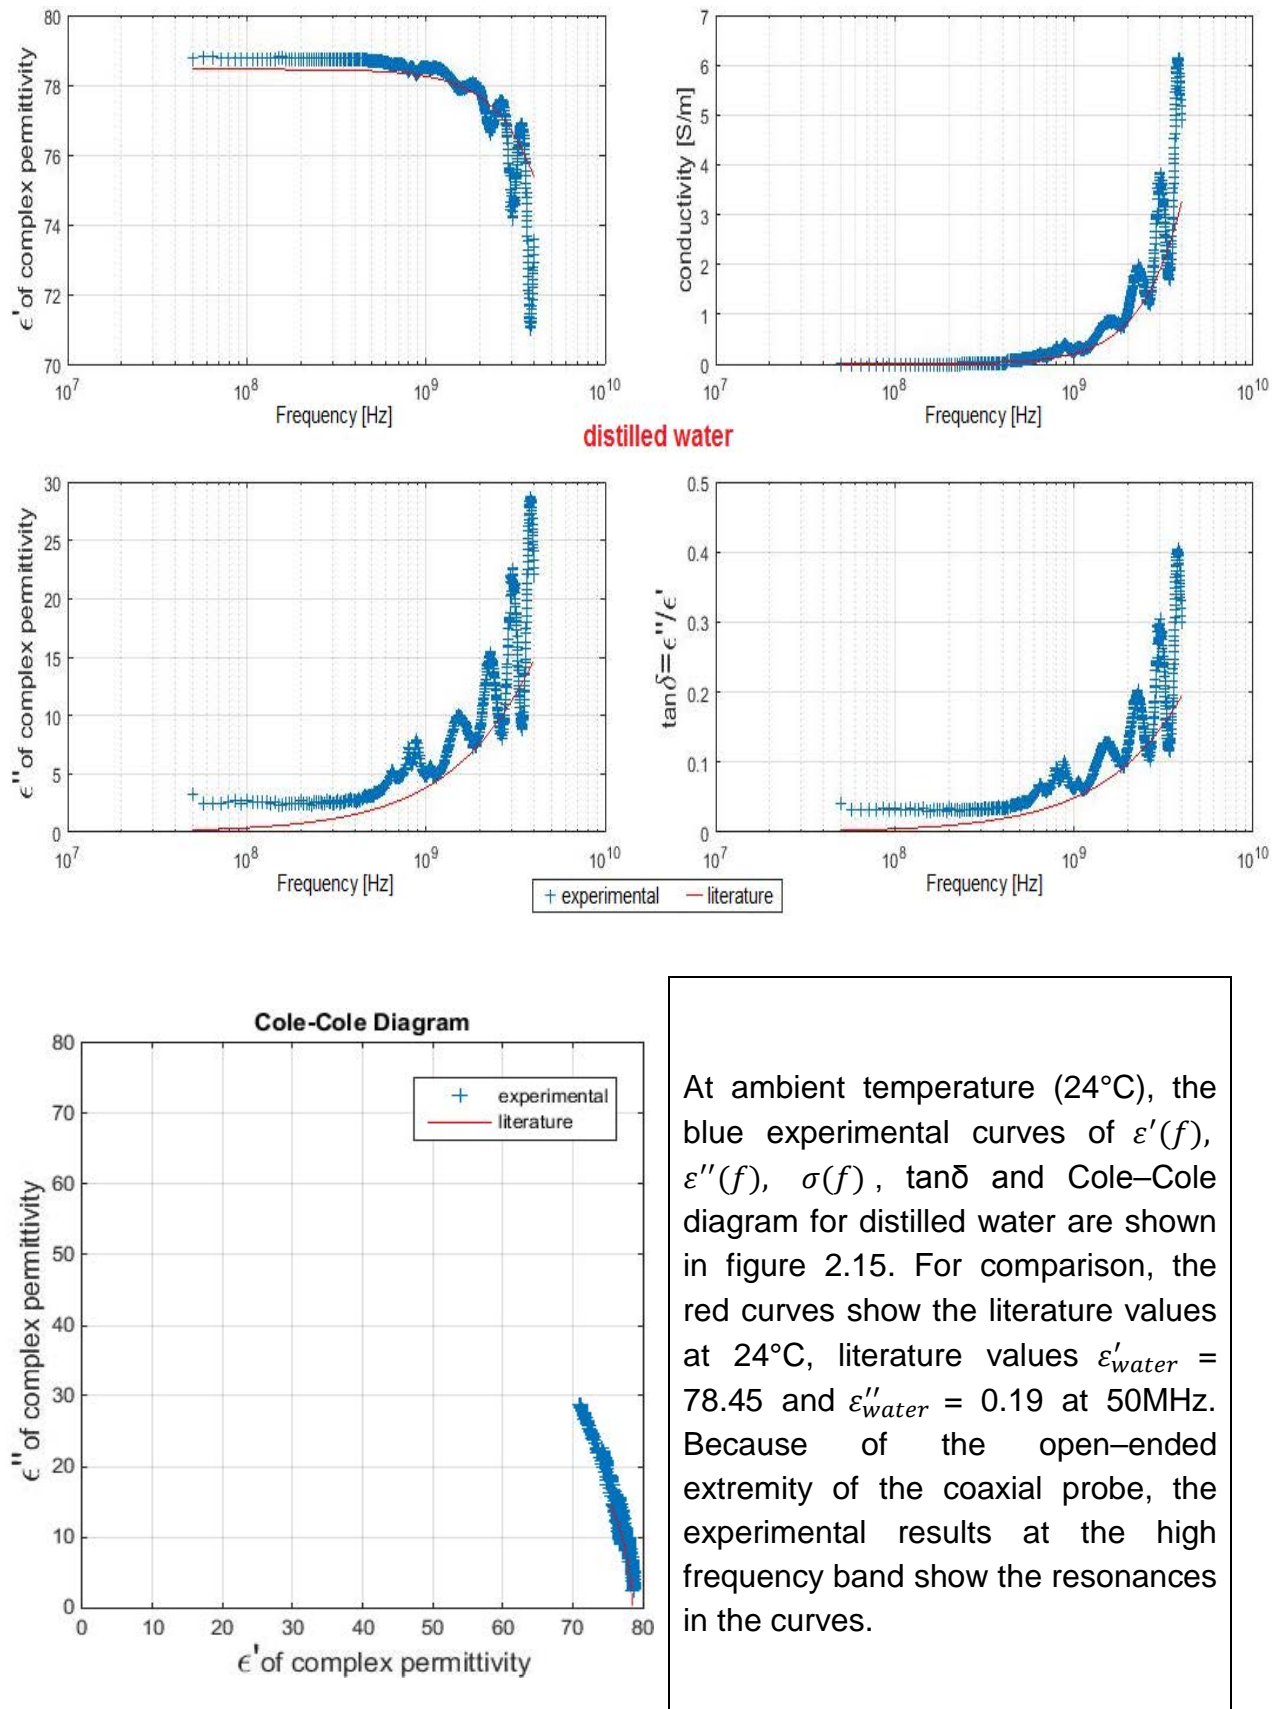 80
78
76
74
72
70
ϵ' of complex permittivity
10⁷
10⁸
10⁹
10¹⁰
Frequency [Hz]
7
6
5
4
3
2
1
0
conductivity [S/m]
10⁷
10⁸
10⁹
10¹⁰
Frequency [Hz]
distilled water
30
25
20
15
10
5
0
ϵ'' of complex permittivity
10⁷
10⁸
10⁹
10¹⁰
Frequency [Hz]
0.5
0.4
0.3
0.2
0.1
0
tanδ=ϵ''/ϵ'
10⁷
10⁸
10⁹
10¹⁰
Frequency [Hz]
experimental
literature
Cole-Cole Diagram
80
70
60
50
40
30
20
10
0
ϵ'' of complex permittivity
experimental
literature
0
10
20
30
40
50
60
70
80
ϵ' of complex permittivity
At ambient temperature (24°C), the
blue experimental curves of ε′(f),
ε′′(f), σ(f) , tanδ and Cole–Cole
diagram for distilled water are shown
in figure 2.15. For comparison, the
red curves show the literature values
at 24°C, literature values ε′water =
78.45 and ε′′water = 0.19 at 50MHz.
Because of the open–ended
extremity of the coaxial probe, the
experimental results at the high
frequency band show the resonances
in the curves.